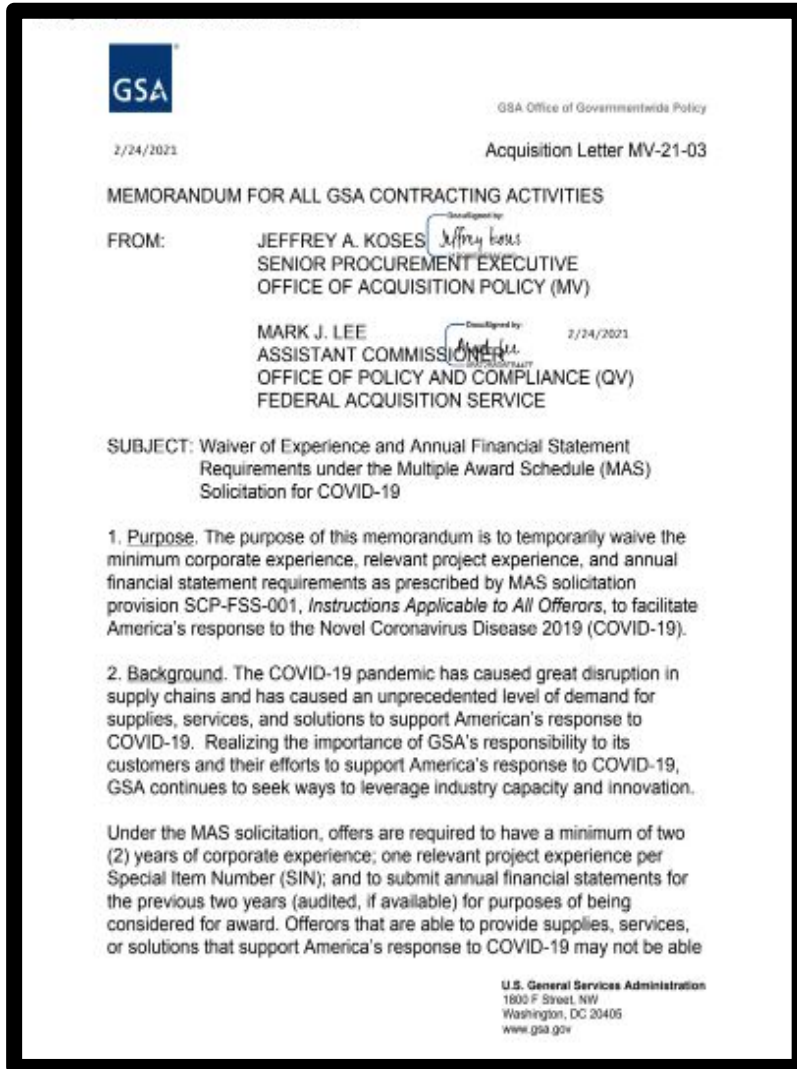 GSA
GSA Office of Governmentwide Policy
2/24/2021
Acquisition Letter MV-21-03
MEMORANDUM FOR ALL GSA CONTRACTING ACTIVITIES
DocuSigned by:
FROM: JEFFREY A. KOSES Jeffrey Koses
SENIOR PROCUREMENT EXECUTIVE
OFFICE OF ACQUISITION POLICY (MV)
DocuSigned by:
MARK J. LEE 2/24/2021
ASSISTANT COMMISSIONER
OFFICE OF POLICY AND COMPLIANCE (QV)
FEDERAL ACQUISITION SERVICE
SUBJECT: Waiver of Experience and Annual Financial Statement
Requirements under the Multiple Award Schedule (MAS)
Solicitation for COVID-19
1. Purpose. The purpose of this memorandum is to temporarily waive the
minimum corporate experience, relevant project experience, and annual
financial statement requirements as prescribed by MAS solicitation
provision SCP-FSS-001, Instructions Applicable to All Offerors, to facilitate
America's response to the Novel Coronavirus Disease 2019 (COVID-19).
2. Background. The COVID-19 pandemic has caused great disruption in
supply chains and has caused an unprecedented level of demand for
supplies, services, and solutions to support American's response to
COVID-19. Realizing the importance of GSA's responsibility to its
customers and their efforts to support America's response to COVID-19,
GSA continues to seek ways to leverage industry capacity and innovation.
Under the MAS solicitation, offers are required to have a minimum of two
(2) years of corporate experience; one relevant project experience per
Special Item Number (SIN); and to submit annual financial statements for
the previous two years (audited, if available) for purposes of being
considered for award. Offerors that are able to provide supplies, services,
or solutions that support America's response to COVID-19 may not be able
U.S. General Services Administration
1800 F Street, NW
Washington, DC 20405
www.gsa.gov